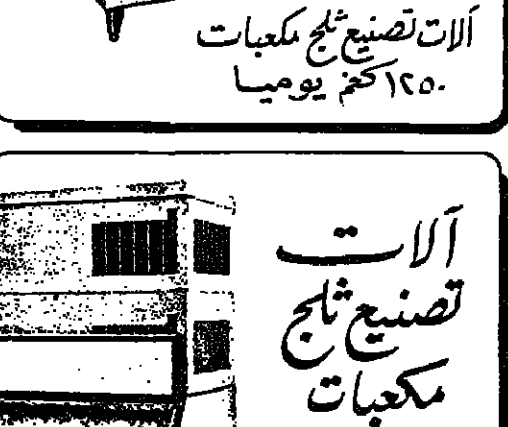 آلات تصنيع ثلج مكعبات
١٢٥٠ كغم يوميا
آلات
تصنيع ثلج
مكعبات